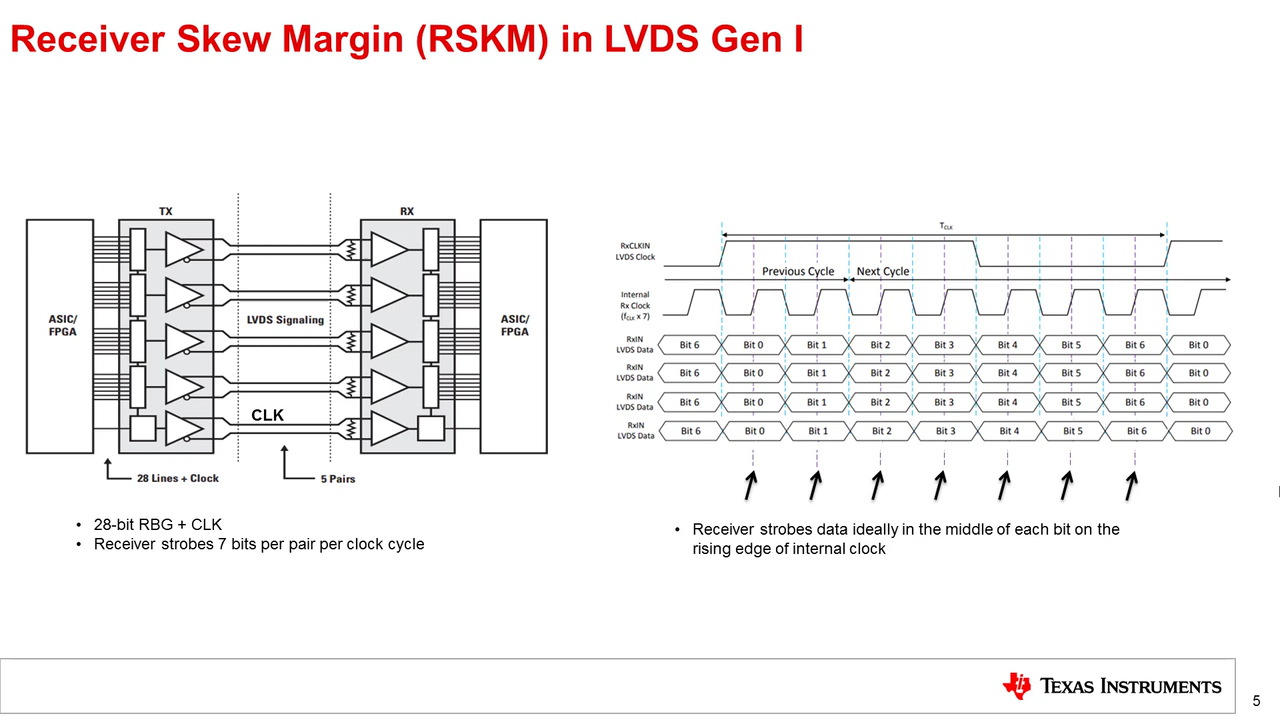 Receiver Skew Margin (RSKM) in LVDS Gen I
TX
RX
ASIC/
FPGA
LVDS Signaling
ASIC/
FPGA
CLK
28 Lines + Clock
5 Pairs
• 28-bit RBG + CLK
• Receiver strobes 7 bits per pair per clock cycle
TCLK
RxCLKIN
LVDS Clock
Previous Cycle
Next Cycle
Internal
Rx Clock
(fCLK x 7)
RxIN
LVDS Data
Bit 6 Bit 0 Bit 1 Bit 2 Bit 3 Bit 4 Bit 5 Bit 6 Bit 0
RxIN
LVDS Data
Bit 6 Bit 0 Bit 1 Bit 2 Bit 3 Bit 4 Bit 5 Bit 6 Bit 0
RxIN
LVDS Data
Bit 6 Bit 0 Bit 1 Bit 2 Bit 3 Bit 4 Bit 5 Bit 6 Bit 0
RxIN
LVDS Data
Bit 6 Bit 0 Bit 1 Bit 2 Bit 3 Bit 4 Bit 5 Bit 6 Bit 0
• Receiver strobes data ideally in the middle of each bit on the
rising edge of internal clock
TEXAS INSTRUMENTS
5